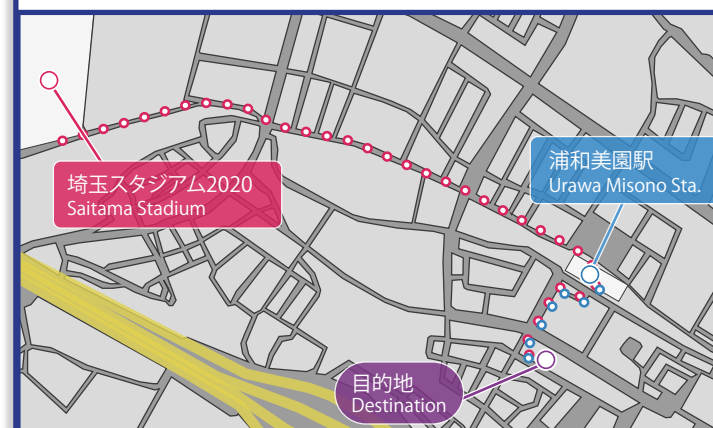 浦和美園駅
Urawa Misono Sta.
埼玉スタジアム2020
Saitama Stadium
目的地
Destination